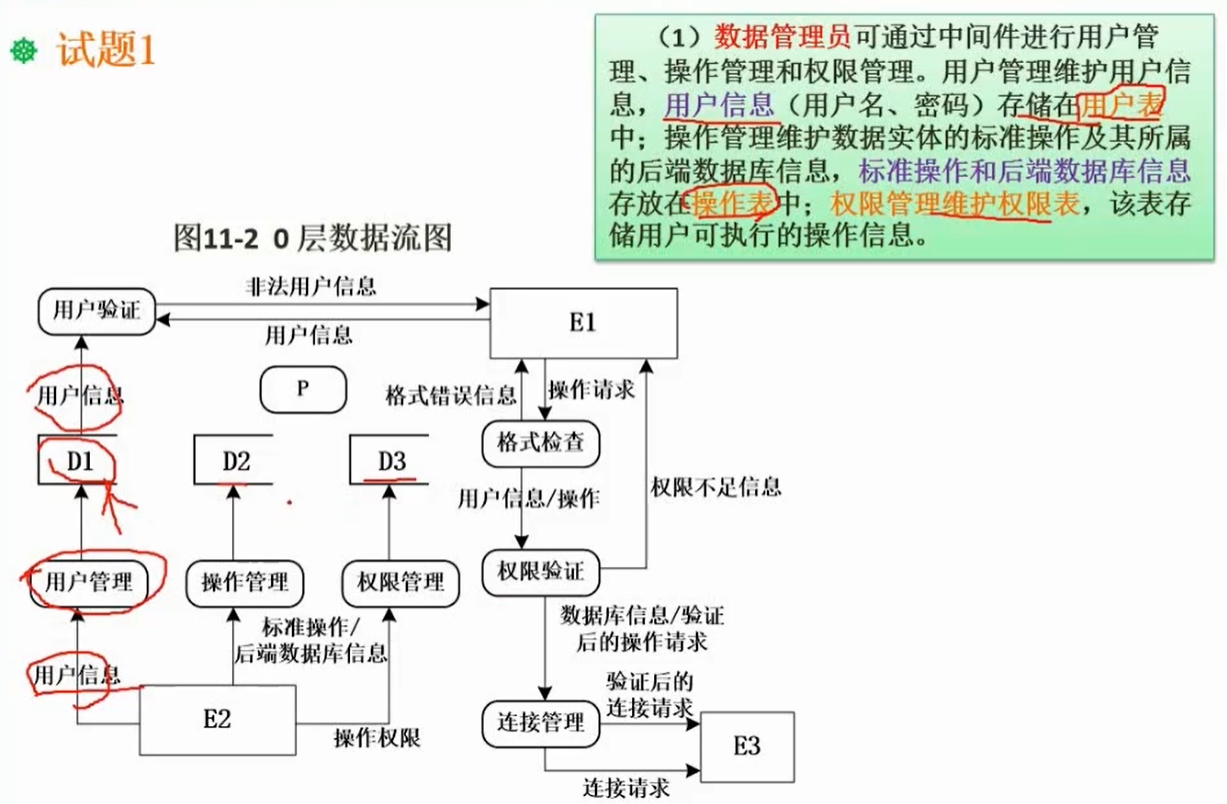 试题1
（1）数据管理员可通过中间件进行用户管
理、操作管理和权限管理。用户管理维护用户信
息，用户信息（用户名、密码）存储在用户表
中；操作管理维护数据实体的标准操作及其所属
的后端数据库信息，标准操作和后端数据库信息
存放在操作表中；权限管理维护权限表，该表存
储用户可执行的操作信息。
图11-2 0 层数据流图
非法用户信息
用户验证
E1
用户信息
P
用户信息
格式错误信息
操作请求
D1
D2
D3
格式检查
用户信息/操作
权限不足信息
用户管理
操作管理
权限管理
权限验证
标准操作/
后端数据库信息
数据库信息/验证
后的操作请求
用户信息
E2
操作权限
验证后的
连接请求
连接管理
E3
连接请求